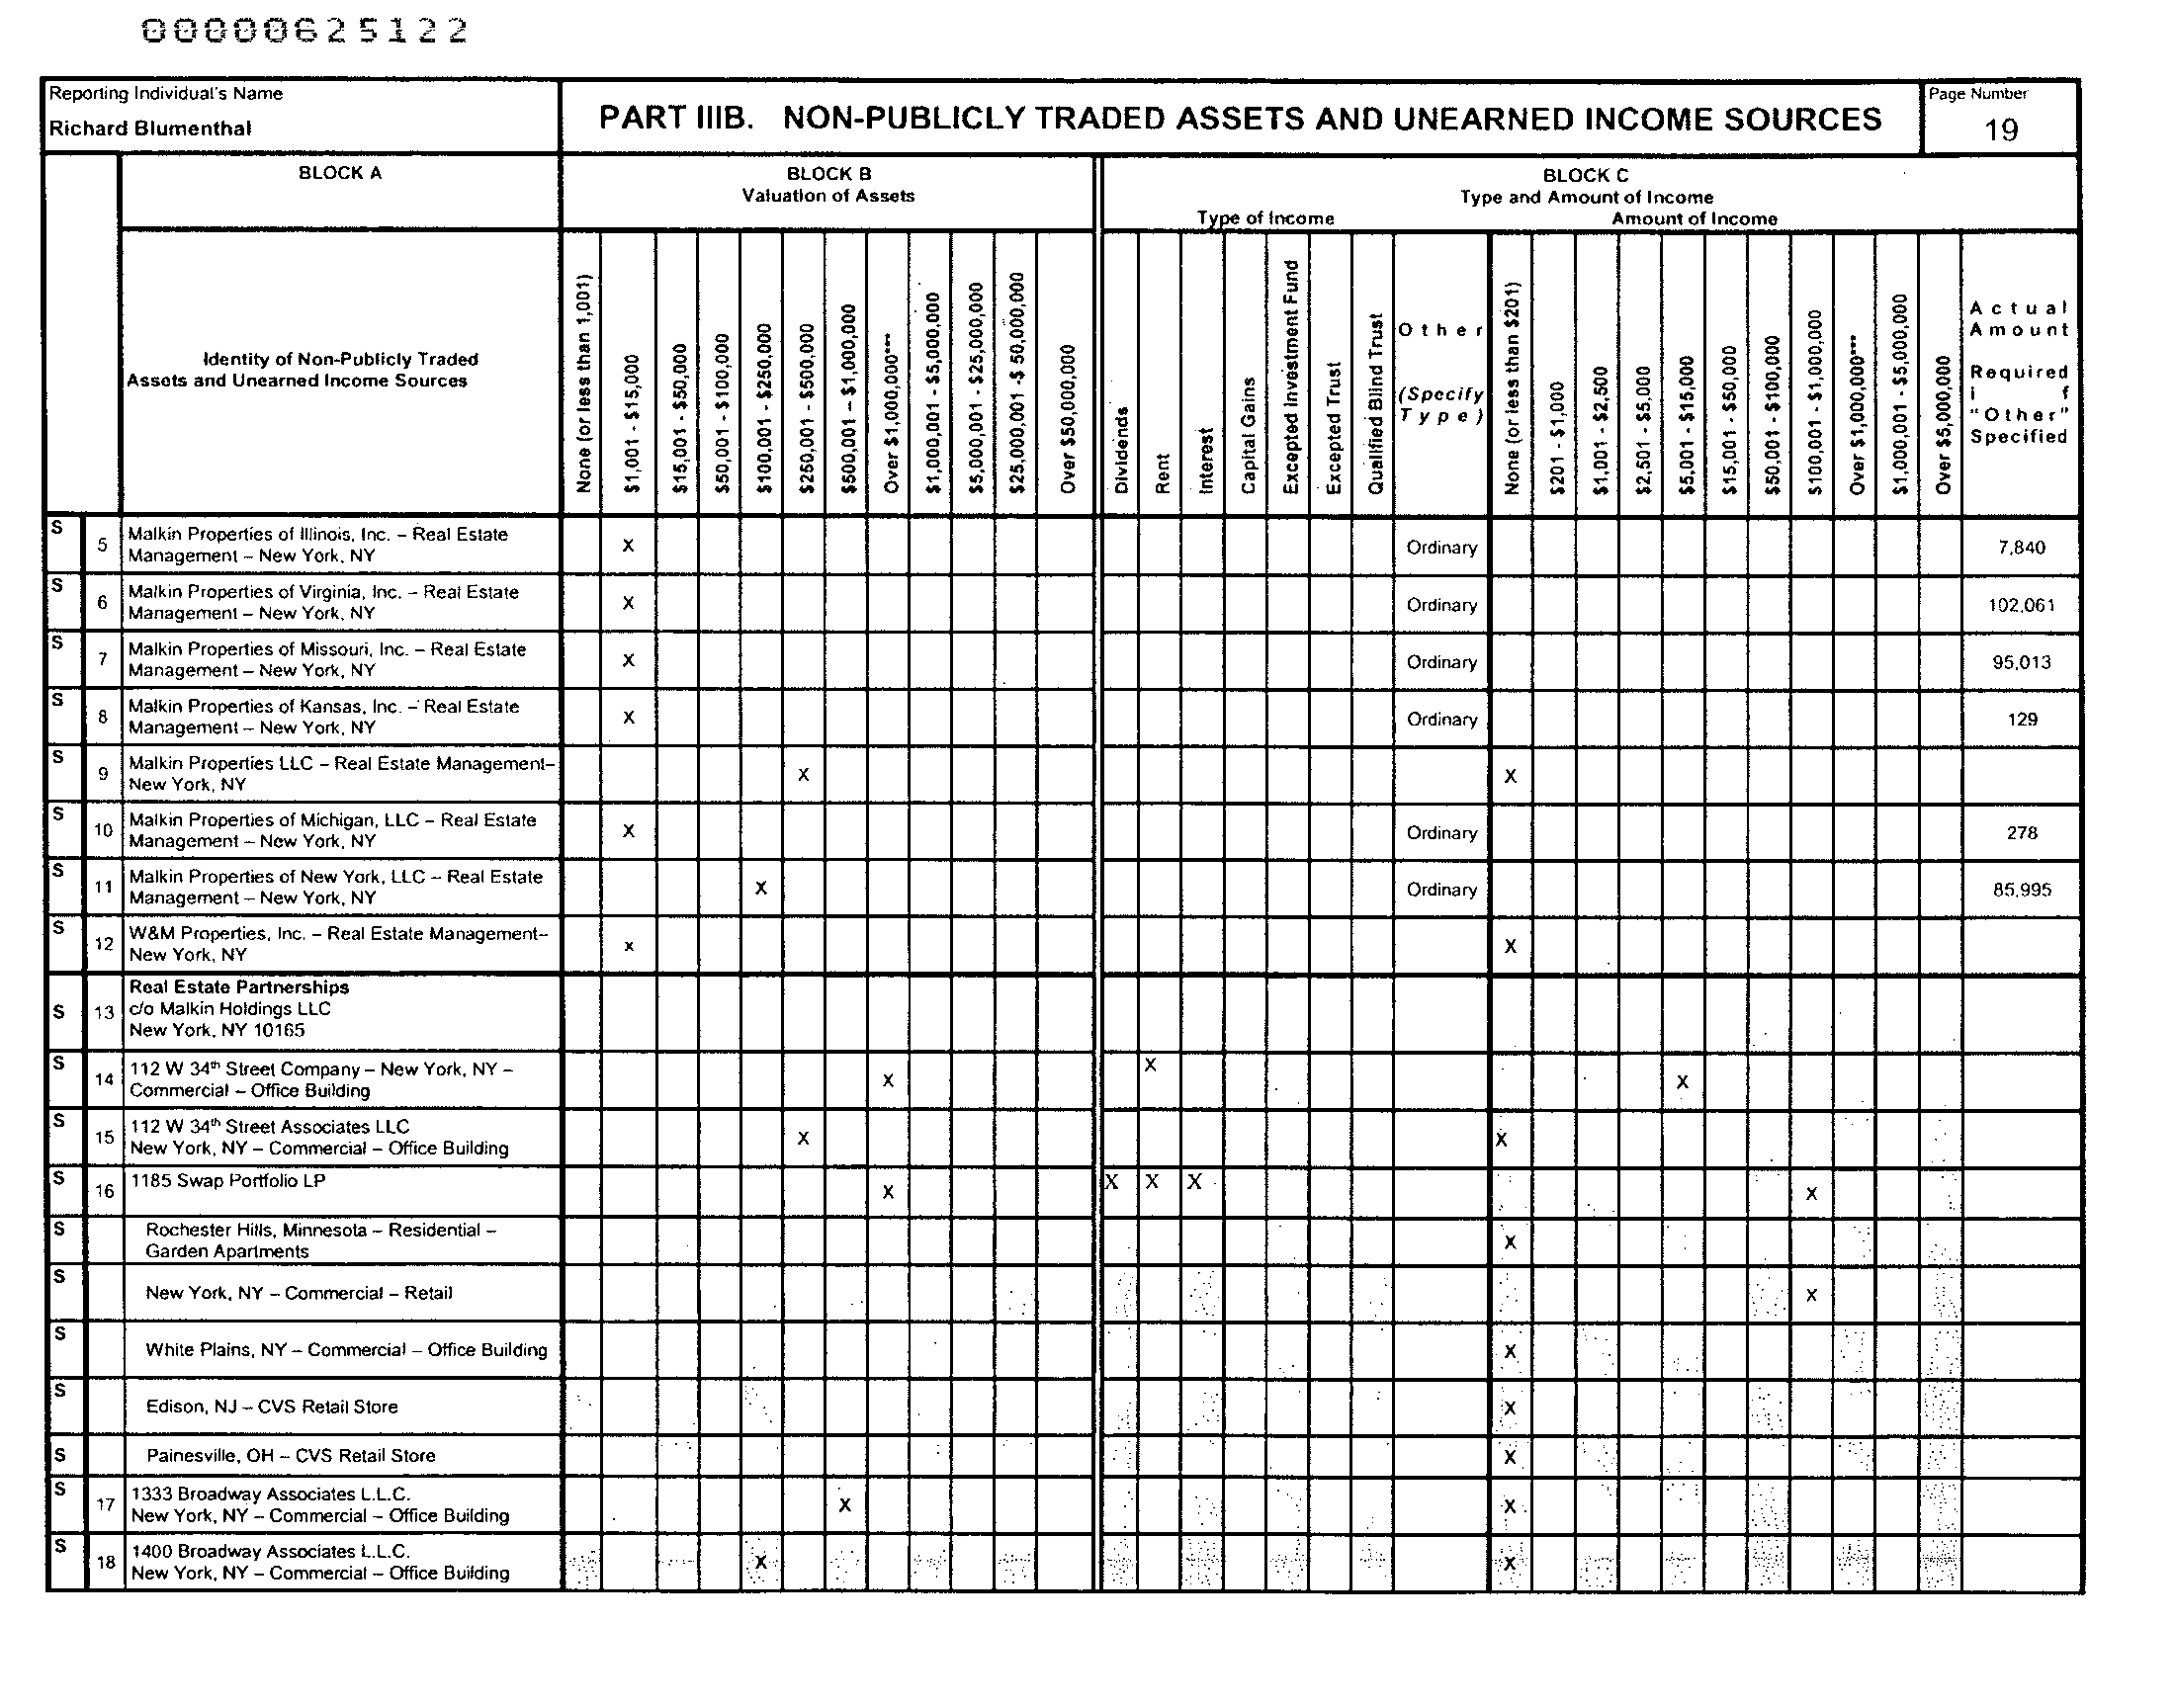 00000625122
Reporting Individual's Name
Richard Blumenthal
PART IIIB. NON-PUBLICLY TRADED ASSETS AND UNEARNED INCOME SOURCES
Page Number
19
BLOCK A
BLOCK B
Valuation of Assets
BLOCK C
Type and Amount of Income
Type of Income
Amount of Income
Identity of Non-Publicly Traded
Assets and Unearned Income Sources
None (or less than 1,001)
$1,001 - $15,000
$15,001 - $50,000
$50,001 - $100,000
$100,001 - $250,000
$250,001 - $500,000
$500,001 – $1,000,000
Over $1,000,000***
$1,000,001 - $5,000,000
$5,000,001 - $25,000,000
$25,000,001 -$ 50,000,000
Over $50,000,000
Dividends
Rent
Interest
Capital Gains
Excepted Investment Fund
Excepted Trust
Qualified Blind Trust
Other
(Specify
Type)
None (or less than $201)
$201 - $1,000
$1,001 - $2,500
$2,501 - $5,000
$5,001 - $15,000
$15,001 - $50,000
$50,001 - $100,000
$100,001 - $1,000,000
Over $1,000,000***
$1,000,001 - $5,000,000
Over $5,000,000
Actual
Amount
Required
i f
"Other"
Specified
S 5 Malkin Properties of Illinois, Inc. – Real Estate
Management – New York, NY X Ordinary 7,840
S 6 Malkin Properties of Virginia, Inc. – Real Estate
Management – New York, NY X Ordinary 102,061
S 7 Malkin Properties of Missouri, Inc. – Real Estate
Management – New York, NY X Ordinary 95,013
S 8 Malkin Properties of Kansas, Inc. – Real Estate
Management – New York, NY X Ordinary 129
S 9 Malkin Properties LLC – Real Estate Management–
New York, NY X X
S 10 Malkin Properties of Michigan, LLC – Real Estate
Management – New York, NY X Ordinary 278
S 11 Malkin Properties of New York, LLC – Real Estate
Management – New York, NY X Ordinary 85,995
S 12 W&M Properties, Inc. – Real Estate Management–
New York, NY x X
Real Estate Partnerships
S 13 c/o Malkin Holdings LLC
New York, NY 10165
S 14 112 W 34th Street Company – New York, NY –
Commercial – Office Building X X X
S 15 112 W 34th Street Associates LLC
New York, NY – Commercial – Office Building X X
S 16 1185 Swap Portfolio LP X X X X X
S Rochester Hills, Minnesota – Residential –
Garden Apartments X
S New York, NY – Commercial – Retail X
S White Plains, NY – Commercial – Office Building X
S Edison, NJ – CVS Retail Store X
S Painesville, OH – CVS Retail Store X
S 17 1333 Broadway Associates L.L.C.
New York, NY – Commercial – Office Building X X
S 18 1400 Broadway Associates L.L.C.
New York, NY – Commercial – Office Building X X